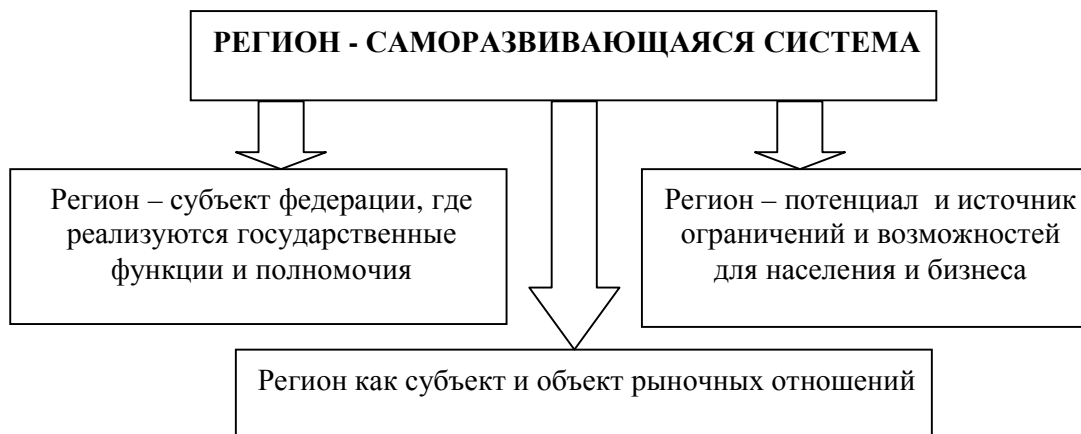 РЕГИОН - САМОРАЗВИВАЮЩАЯСЯ СИСТЕМА
Регион – субъект федерации, где
реализуются государственные
функции и полномочия
Регион – потенциал и источник
ограничений и возможностей
для населения и бизнеса
Регион как субъект и объект рыночных отношений